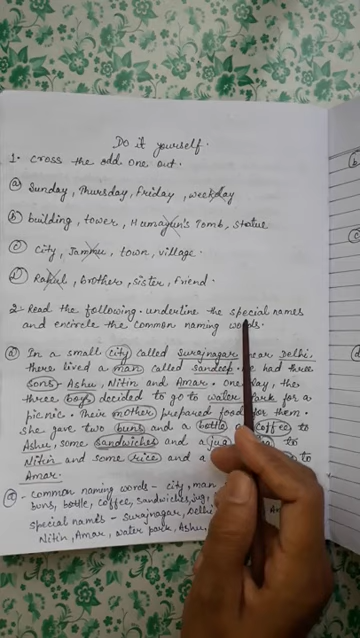 Do it yourself.
1. Cross the odd one out.
(a) Sunday, Thursday, Friday, weekday
(b) building, tower, Humayun's Tomb, statue
(c) City, Jammu, town, village.
(d) Rahul, brother, sister, friend.
2. Read the following. underline the special names
and encircle the common naming words.
(a) In a small city called Surajnagar near Delhi,
there lived a man called Sandeep. He had three
sons - Ashu, Nitin and Amar. One day, the
three boys decided to go to water park for a
picnic. Their mother prepared food for them.
She gave two buns and a bottle of coffee to
Ashu, some sandwiches and a jug to
Nitin and some rice and a to
Amar.
(a) common naming words - city, man
buns, bottle, coffee, sandwiches, jug,
special names - Surajnagar, Delhi
Nitin, Amar, water park, Ashu,